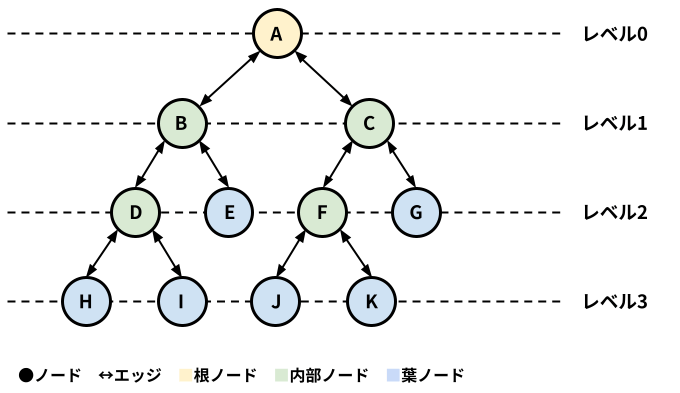 A レベル0
B C レベル1
D E F G レベル2
H I J K レベル3
●ノード ↔エッジ 根ノード 内部ノード 葉ノード